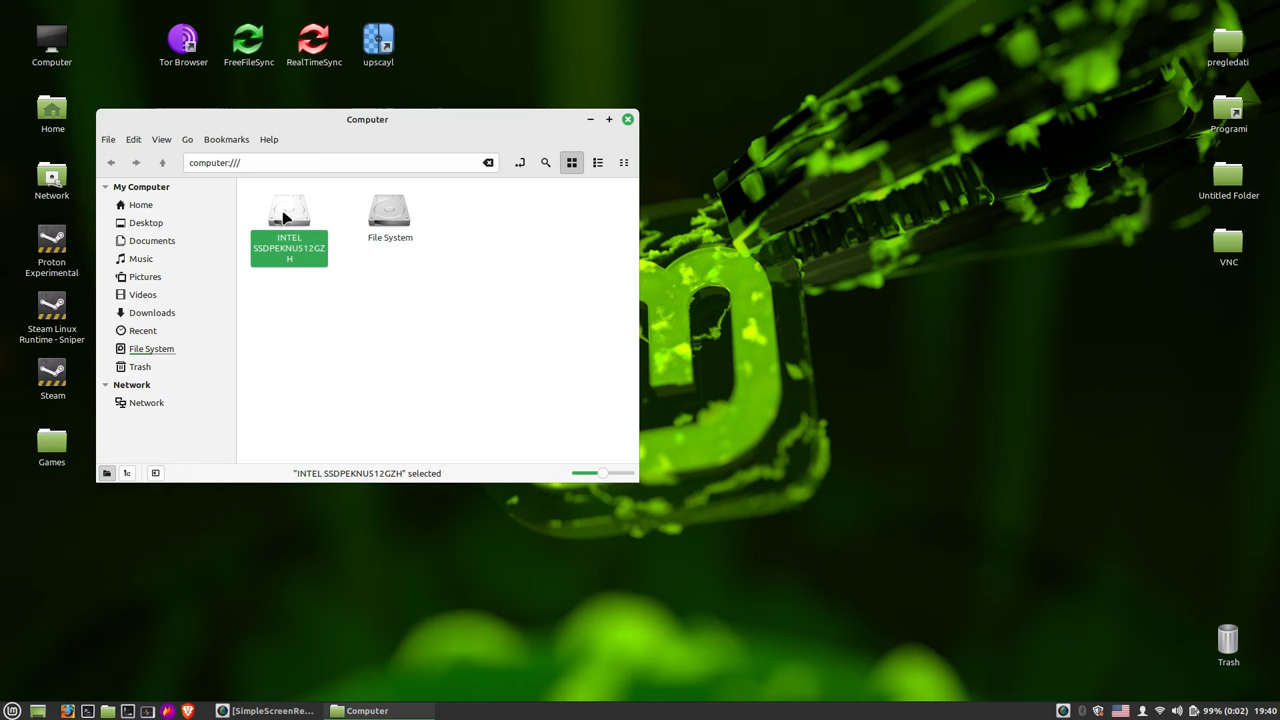 Computer
Tor Browser
FreeFileSync
RealTimeSync
upscayl
pregledati
Home
Programi
Network
Untitled Folder
Proton
Experimental
VNC
Steam Linux
Runtime - Sniper
Steam
Games
Trash
Computer
File Edit View Go Bookmarks Help
computer:///
My Computer
Home
Desktop
Documents
Music
Pictures
Videos
Downloads
Recent
File System
Trash
Network
Network
INTEL
SSDPEKNU512GZ
H
File System
"INTEL SSDPEKNU512GZH" selected
[SimpleScreenRe...
Computer
99% (0:02)
19:40